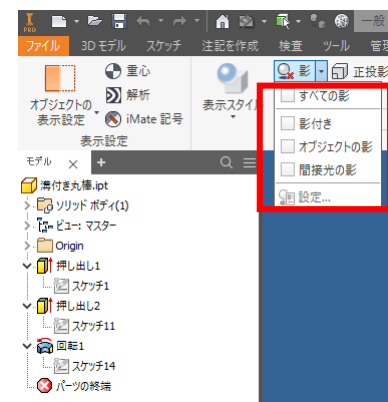 PRO
一般
ファイル 3D モデル スケッチ 注記を作成 検査 ツール 管理
オブジェクトの
表示設定
重心
解析
iMate 記号
表示スタイル
影
正投影
表示設定
すべての影
影付き
オブジェクトの影
間接光の影
設定...
モデル × +
溝付き丸棒.ipt
ソリッド ボディ(1)
ビュー: マスター
Origin
押し出し1
スケッチ1
押し出し2
スケッチ11
回転1
スケッチ14
パーツの終端